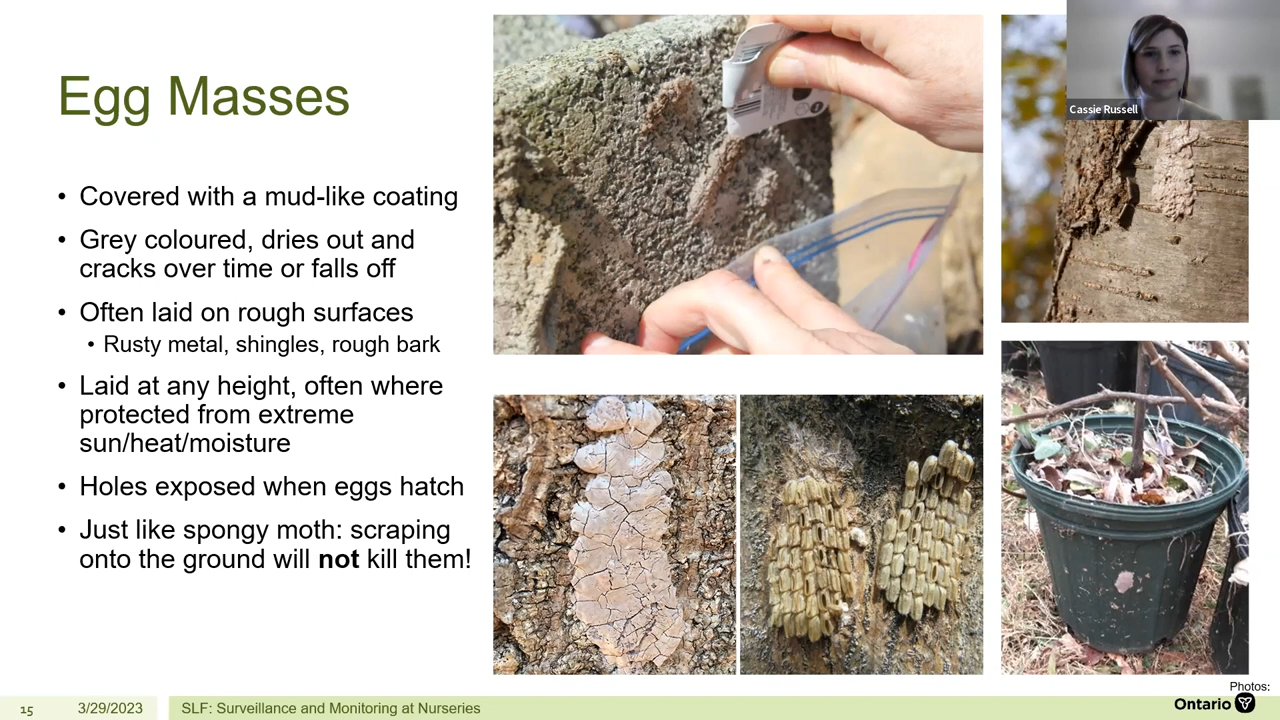 Egg Masses
• Covered with a mud-like coating
• Grey coloured, dries out and
cracks over time or falls off
• Often laid on rough surfaces
• Rusty metal, shingles, rough bark
• Laid at any height, often where
protected from extreme
sun/heat/moisture
• Holes exposed when eggs hatch
• Just like spongy moth: scraping
onto the ground will not kill them!
Cassie Russell
Photos:
15
3/29/2023
SLF: Surveillance and Monitoring at Nurseries
Ontario